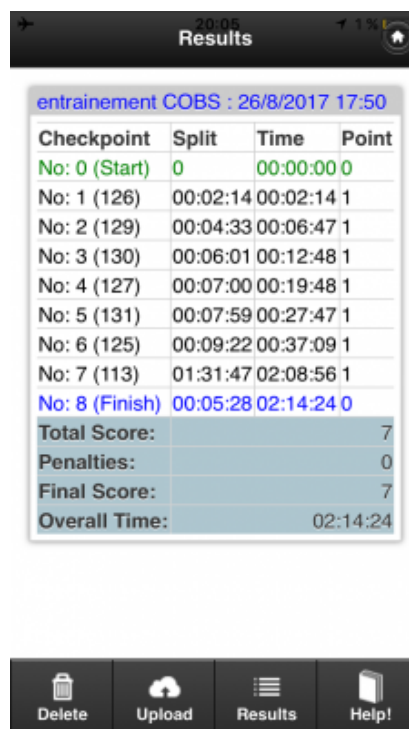 20:05 1 %
Results
entrainement COBS : 26/8/2017 17:50
Checkpoint Split Time Point
No: 0 (Start) 0 00:00:00 0
No: 1 (126) 00:02:14 00:02:14 1
No: 2 (129) 00:04:33 00:06:47 1
No: 3 (130) 00:06:01 00:12:48 1
No: 4 (127) 00:07:00 00:19:48 1
No: 5 (131) 00:07:59 00:27:47 1
No: 6 (125) 00:09:22 00:37:09 1
No: 7 (113) 01:31:47 02:08:56 1
No: 8 (Finish) 00:05:28 02:14:24 0
Total Score: 7
Penalties: 0
Final Score: 7
Overall Time: 02:14:24
Delete Upload Results Help!